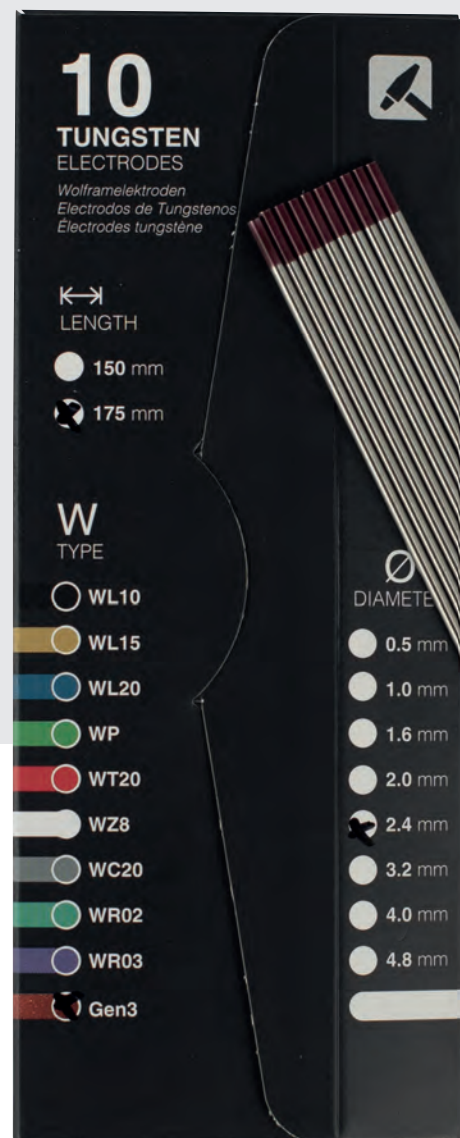 10
TUNGSTEN
ELECTRODES
Wolframelektroden
Electrodos de Tungstenos
Électrodes tungstène
LENGTH
150 mm
175 mm
W
TYPE
WL10
WL15
WL20
WP
WT20
WZ8
WC20
WR02
WR03
Gen3
Ø
DIAMETE
0.5 mm
1.0 mm
1.6 mm
2.0 mm
2.4 mm
3.2 mm
4.0 mm
4.8 mm